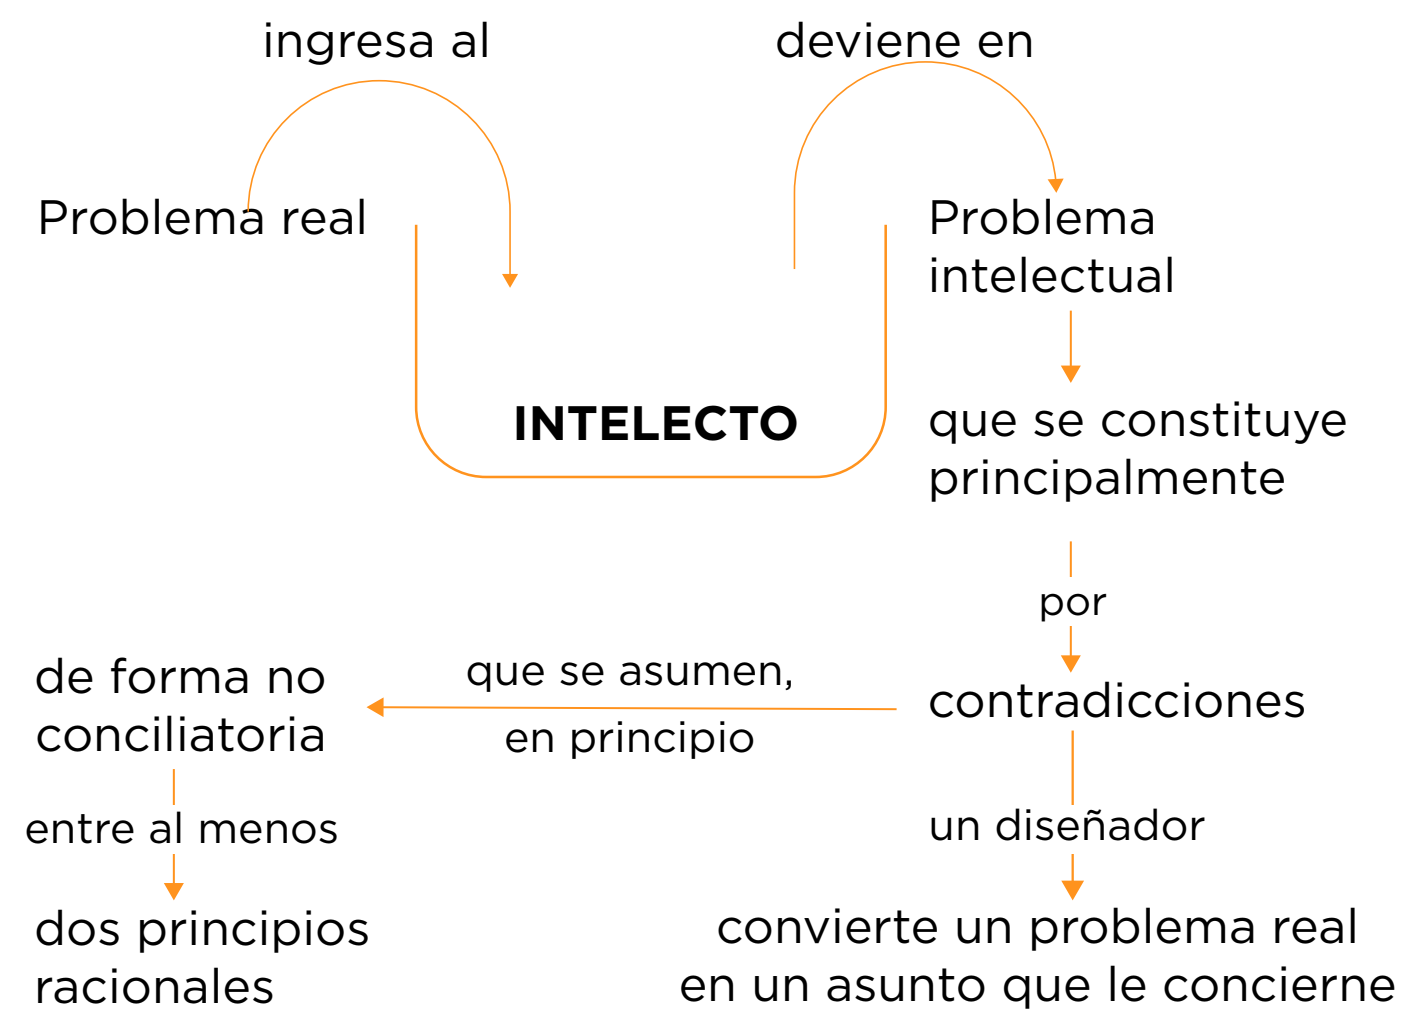 ingresa al
deviene en
Problema real
Problema
intelectual
INTELECTO
que se constituye
principalmente
por
contradicciones
que se asumen,
en principio
de forma no
conciliatoria
entre al menos
dos principios
racionales
un diseñador
convierte un problema real
en un asunto que le concierne